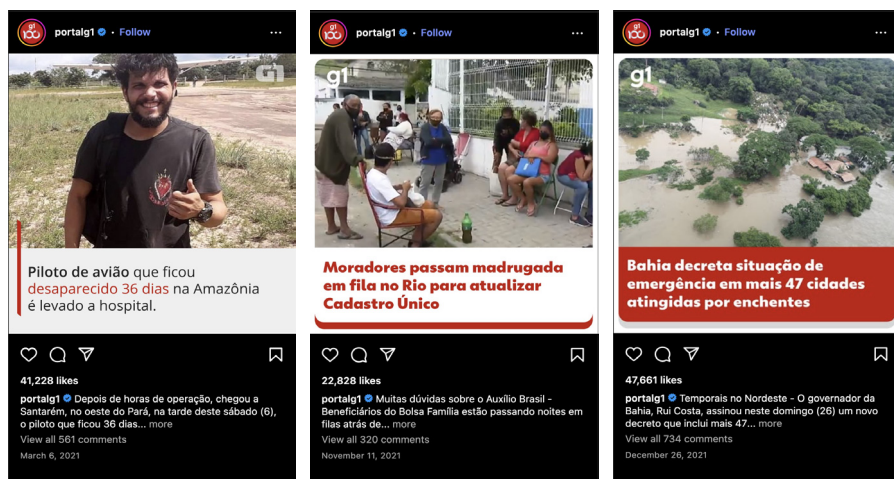 g1
100
portalg1 • Follow
g1
Piloto de avião que ficou
desaparecido 36 dias na Amazônia
é levado a hospital.
41,228 likes
portalg1 Depois de horas de operação, chegou a
Santarém, no oeste do Pará, na tarde deste sábado (6),
o piloto que ficou 36 dias... more
View all 561 comments
March 6, 2021
g1
100
portalg1 • Follow
g1
Moradores passam madrugada
em fila no Rio para atualizar
Cadastro Único
22,828 likes
portalg1 Muitas dúvidas sobre o Auxílio Brasil -
Beneficiários do Bolsa Família estão passando noites em
filas atrás de... more
View all 320 comments
November 11, 2021
g1
100
portalg1 • Follow
g1
Bahia decreta situação de
emergência em mais 47 cidades
atingidas por enchentes
47,661 likes
portalg1 Temporais no Nordeste - O governador da
Bahia, Rui Costa, assinou neste domingo (26) um novo
decreto que inclui mais 47... more
View all 734 comments
December 26, 2021